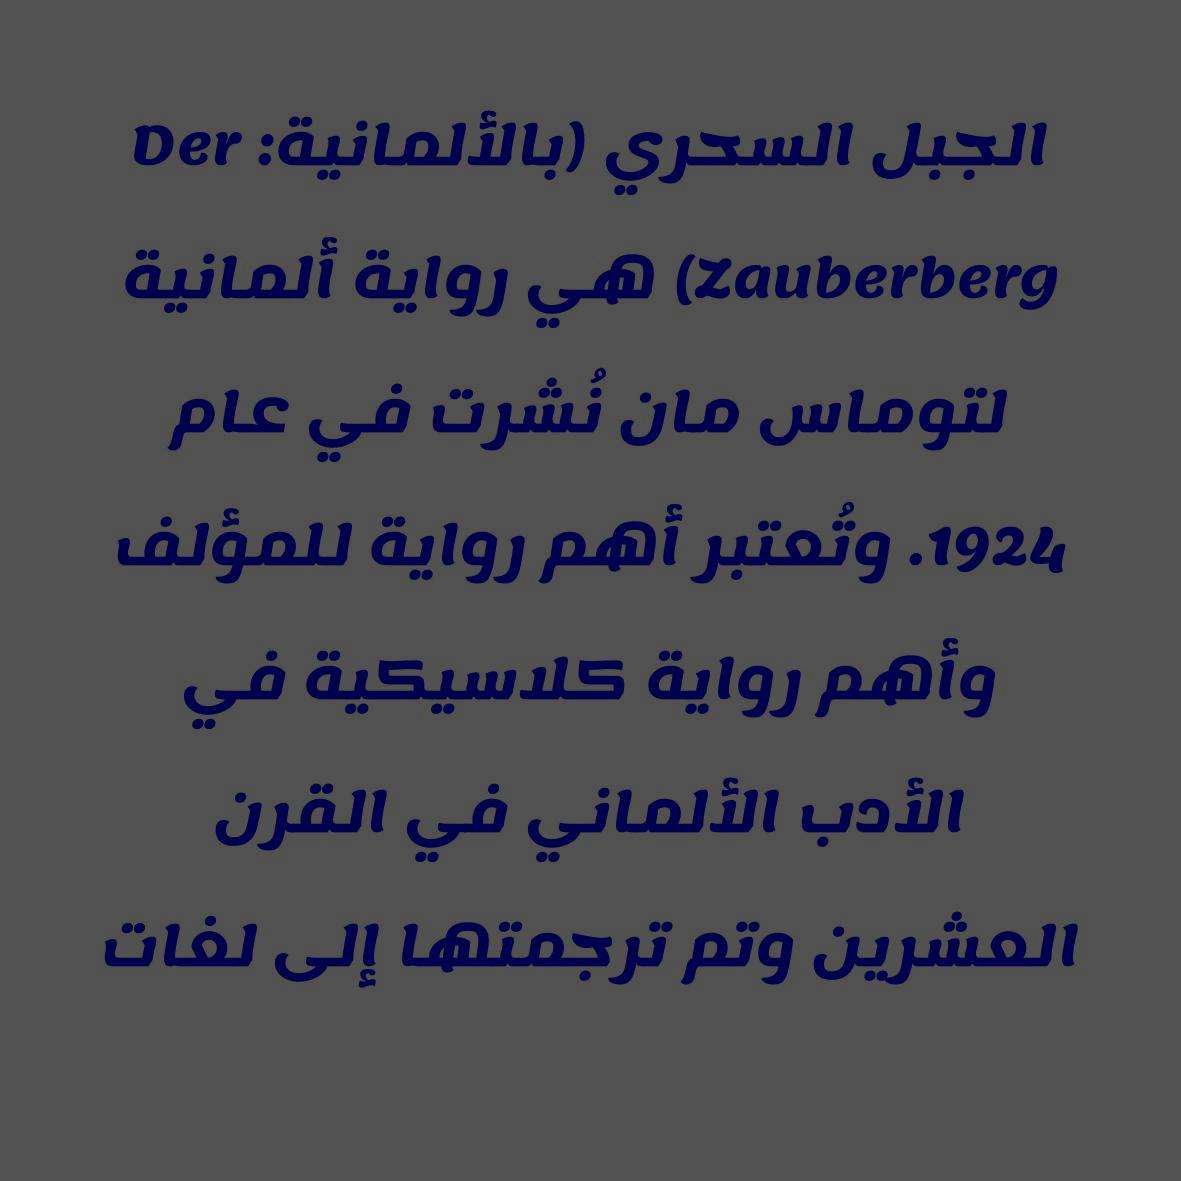 الجبل السحري (بالألمانية: Der
Zauberberg) هي رواية ألمانية
لتوماس مان نُشرت في عام
1924. وتُعتبر أهم رواية للمؤلف
وأهم رواية كلاسيكية في
الأدب الألماني في القرن
العشرين وتم ترجمتها إلى لغات